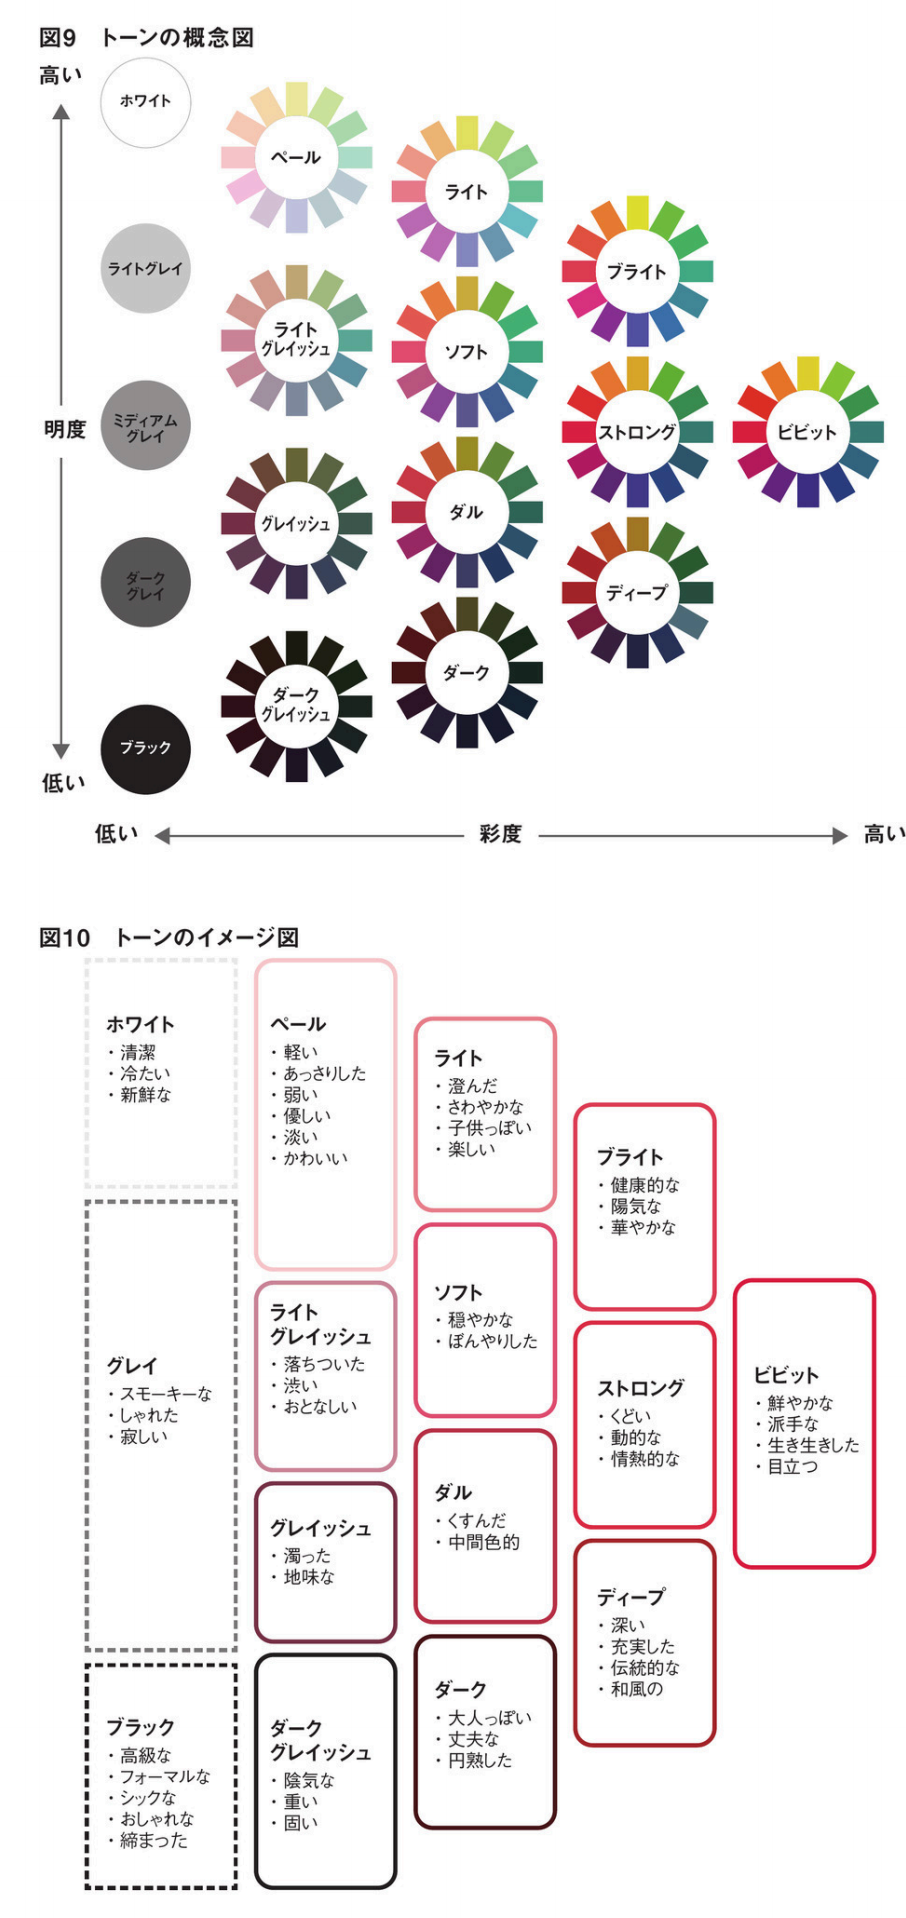 図9　トーンの概念図
高い
ホワイト
ペール
ライト
ブライト
ライトグレイ
ライト
グレイッシュ
ソフト
ストロング
ビビット
ミディアム
グレイ
明度
グレイッシュ
ダル
ダーク
グレイ
ディープ
ダーク
グレイッシュ
ダーク
ブラック
低い
低い
彩度
高い
図10　トーンのイメージ図
ホワイト
・清潔
・冷たい
・新鮮な
ペール
・軽い
・あっさりした
・弱い
・優しい
・淡い
・かわいい
ライト
・澄んだ
・さわやかな
・子供っぽい
・楽しい
ブライト
・健康的な
・陽気な
・華やかな
グレイ
・スモーキーな
・しゃれた
・寂しい
ライト
グレイッシュ
・落ちついた
・渋い
・おとなしい
ソフト
・穏やかな
・ぼんやりした
ストロング
・くどい
・動的な
・情熱的な
ビビット
・鮮やかな
・派手な
・生き生きした
・目立つ
グレイッシュ
・濁った
・地味な
ダル
・くすんだ
・中間色的
ディープ
・深い
・充実した
・伝統的な
・和風の
ブラック
・高級な
・フォーマルな
・シックな
・おしゃれな
・締まった
ダーク
グレイッシュ
・陰気な
・重い
・固い
ダーク
・大人っぽい
・丈夫な
・円熟した